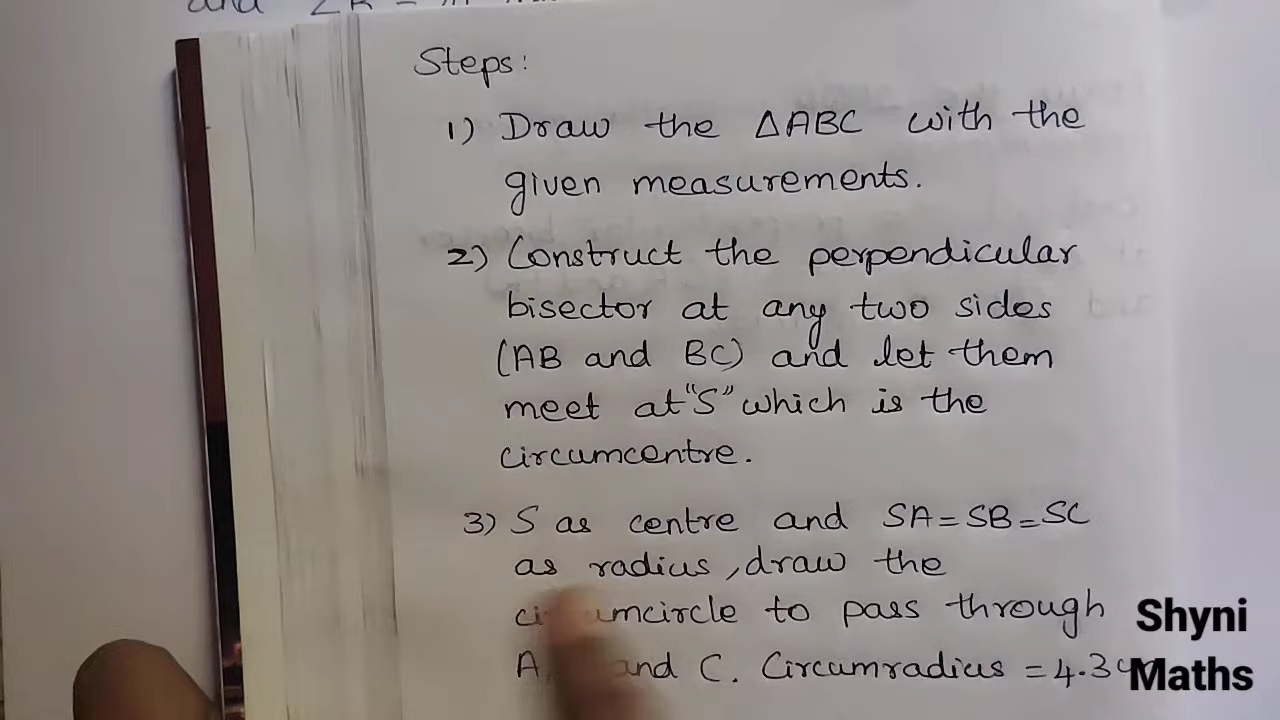 and
Steps:
1) Draw the △ABC with the
given measurements.
2) Construct the perpendicular
bisector at any two sides
(AB and BC) and let them
meet at "S" which is the
circumcentre.
3) S as centre and SA=SB=SC
as radius, draw the
to pass through
and C. Circumradius = 4.3
Shyni
Maths